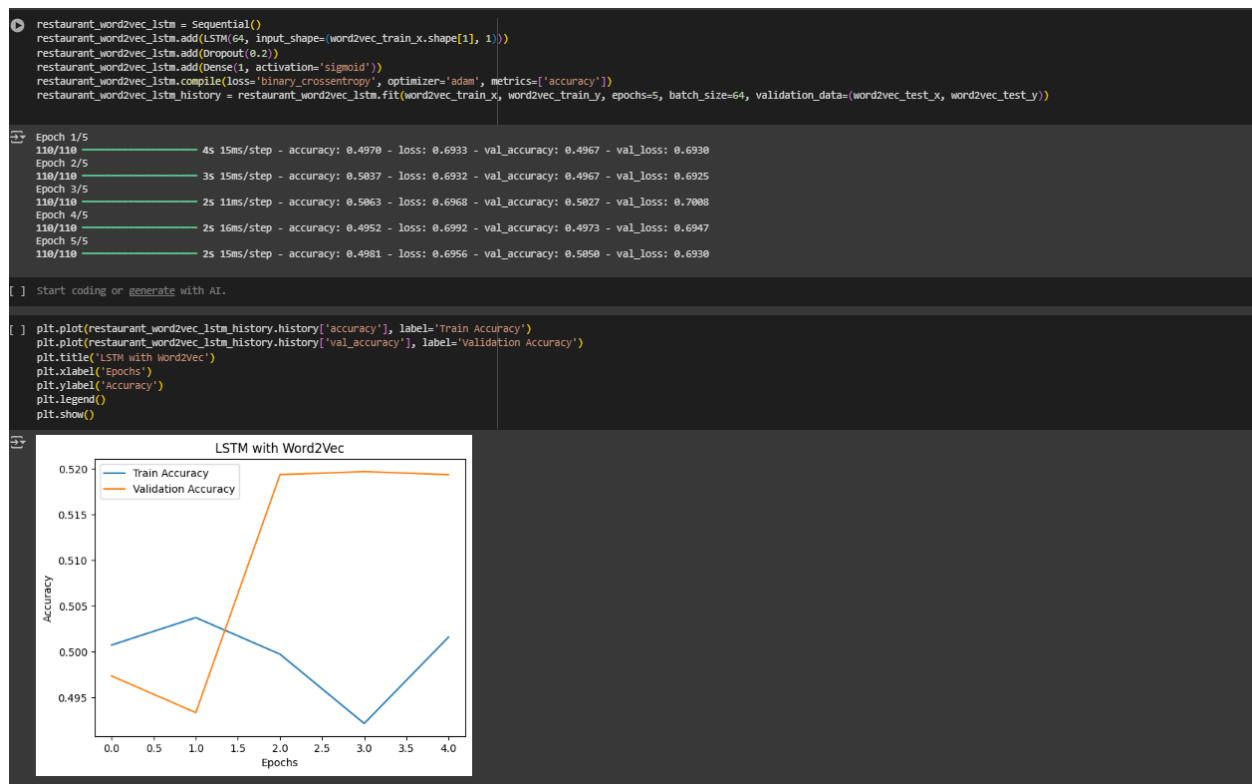 restaurant_word2vec_lstm = Sequential()
restaurant_word2vec_lstm.add(LSTM(64, input_shape=(word2vec_train_x.shape[1], 1)))
restaurant_word2vec_lstm.add(Dropout(0.2))
restaurant_word2vec_lstm.add(Dense(1, activation='sigmoid'))
restaurant_word2vec_lstm.compile(loss='binary_crossentropy', optimizer='adam', metrics=['accuracy'])
restaurant_word2vec_lstm_history = restaurant_word2vec_lstm.fit(word2vec_train_x, word2vec_train_y, epochs=5, batch_size=64, validation_data=(word2vec_test_x, word2vec_test_y))
Epoch 1/5
110/110 4s 15ms/step - accuracy: 0.4970 - loss: 0.6933 - val_accuracy: 0.4967 - val_loss: 0.6930
Epoch 2/5
110/110 3s 15ms/step - accuracy: 0.5037 - loss: 0.6932 - val_accuracy: 0.4967 - val_loss: 0.6925
Epoch 3/5
110/110 2s 11ms/step - accuracy: 0.5063 - loss: 0.6968 - val_accuracy: 0.5027 - val_loss: 0.7008
Epoch 4/5
110/110 2s 16ms/step - accuracy: 0.4952 - loss: 0.6992 - val_accuracy: 0.4973 - val_loss: 0.6947
Epoch 5/5
110/110 2s 15ms/step - accuracy: 0.4981 - loss: 0.6956 - val_accuracy: 0.5050 - val_loss: 0.6930
[ ] Start coding or generate with AI.
[ ] plt.plot(restaurant_word2vec_lstm_history.history['accuracy'], label='Train Accuracy')
plt.plot(restaurant_word2vec_lstm_history.history['val_accuracy'], label='Validation Accuracy')
plt.title('LSTM with Word2Vec')
plt.xlabel('Epochs')
plt.ylabel('Accuracy')
plt.legend()
plt.show()
LSTM with Word2Vec
Train Accuracy
Validation Accuracy
0.520
0.515
0.510
0.505
0.500
0.495
Accuracy
0.0 0.5 1.0 1.5 2.0 2.5 3.0 3.5 4.0
Epochs